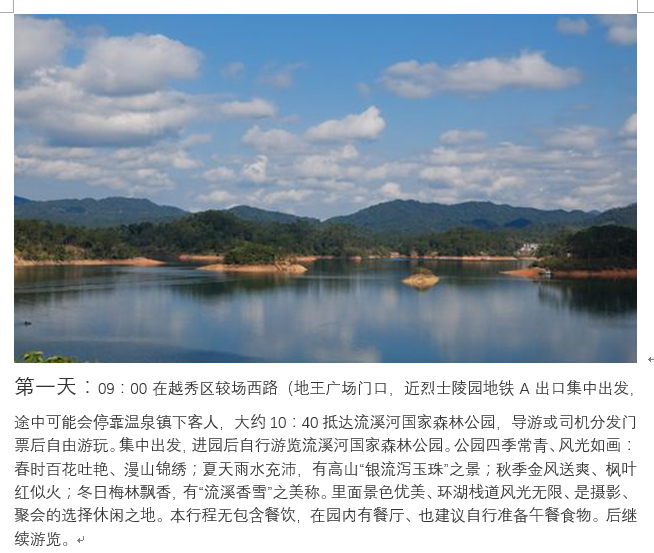 第一天：09：00 在越秀区较场西路（地王广场门口，近烈士陵园地铁 A 出口集中出发，
途中可能会停靠温泉镇下客人，大约 10：40 抵达流溪河国家森林公园，导游或司机分发门
票后自由游玩。集中出发，进园后自行游览流溪河国家森林公园。公园四季常青、风光如画：
春时百花吐艳、漫山锦绣；夏天雨水充沛，有高山“银流泻玉珠”之景；秋季金风送爽、枫叶
红似火；冬日梅林飘香，有“流溪香雪”之美称。里面景色优美、环湖栈道风光无限、是摄影、
聚会的选择休闲之地。本行程无包含餐饮，在园内有餐厅、也建议自行准备午餐食物。后继
续游览。